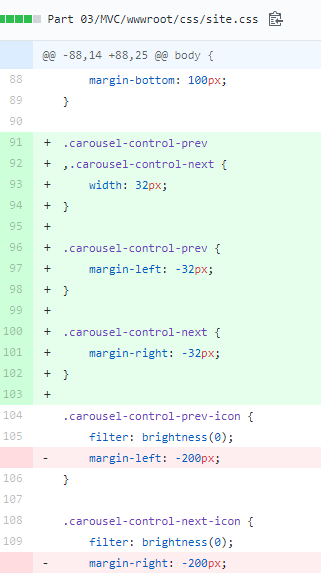 Part 03/MVC/wwwroot/css/site.css
@@ -88,14 +88,25 @@ body {
88 margin-bottom: 100px;
89 }
90
91 + .carousel-control-prev
92 + ,.carousel-control-next {
93 + width: 32px;
94 + }
95 +
96 + .carousel-control-prev {
97 + margin-left: -32px;
98 + }
99 +
100 + .carousel-control-next {
101 + margin-right: -32px;
102 + }
103 +
104 .carousel-control-prev-icon {
105 filter: brightness(0);
- margin-left: -200px;
106 }
107
108 .carousel-control-next-icon {
109 filter: brightness(0);
- margin-right: -200px;